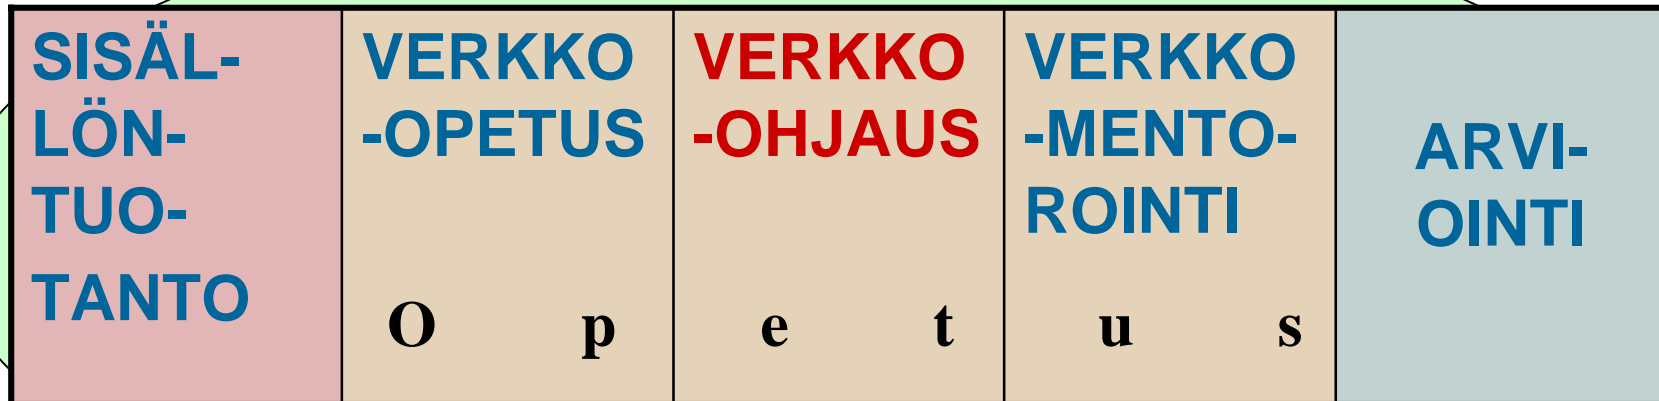 SISÄL-
LÖN-
TUO-
TANTO
VERKKO
-OPETUS
VERKKO
-OHJAUS
VERKKO
-MENTO-
ROINTI
ARVI-
OINTI
O p e t u s